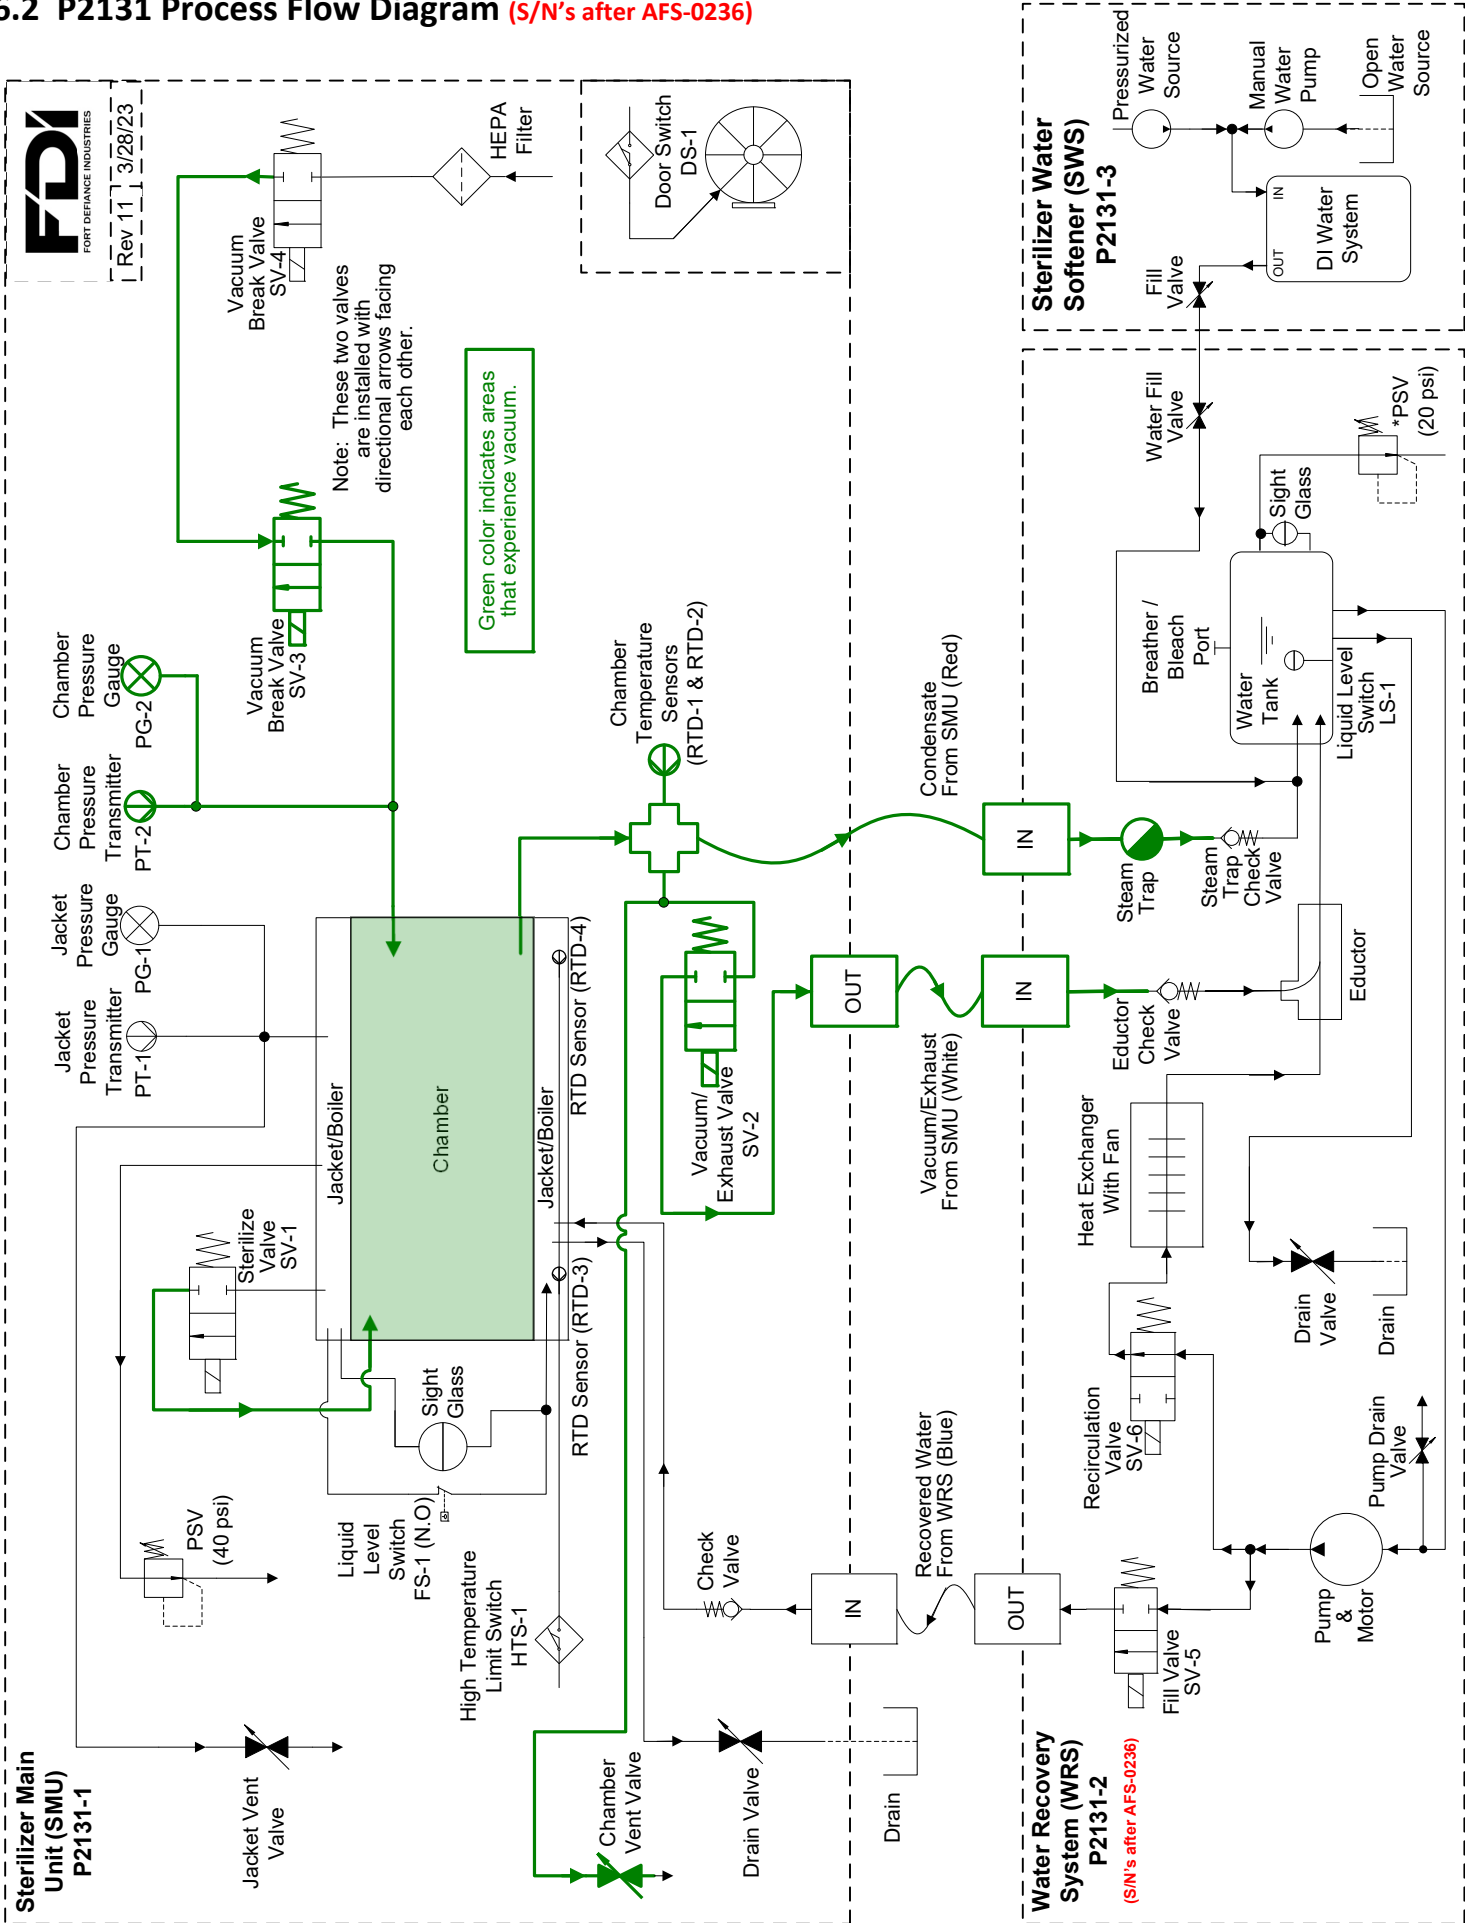 6.2 P2131 Process Flow Diagram (S/N's after AFS-0236)
FDI
FORT DEFIANCE INDUSTRIES
Rev 11
3/28/23
Sterilizer Main
Unit (SMU)
P2131-1
Jacket Vent
Valve
PSV
(40 psi)
Sterilize
Valve
SV-1
Jacket
Pressure
Transmitter
PT-1
Jacket
Pressure
Gauge
PG-1
Chamber
Pressure
Transmitter
PT-2
Chamber
Pressure
Gauge
PG-2
Vacuum
Break Valve
SV-3
Vacuum
Break Valve
SV-4
Note: These two valves
are installed with
directional arrows facing
each other.
HEPA
Filter
Green color indicates areas
that experience vacuum.
Door Switch
DS-1
Liquid
Level
Switch
FS-1 (N.O)
Sight
Glass
Jacket/Boiler
Chamber
Jacket/Boiler
RTD Sensor (RTD-3)
RTD Sensor (RTD-4)
High Temperature
Limit Switch
HTS-1
Chamber
Temperature
Sensors
(RTD-1 & RTD-2)
Chamber
Vent Valve
Drain Valve
Drain
Check
Valve
IN
Recovered Water
From WRS (Blue)
OUT
Vacuum/
Exhaust Valve
SV-2
OUT
Vacuum/Exhaust
From SMU (White)
IN
Condensate
From SMU (Red)
IN
Water Recovery
System (WRS)
P2131-2
(S/N's after AFS-0236)
Fill Valve
SV-5
Pump
&
Motor
Pump Drain
Valve
Recirculation
Valve
SV-6
Heat Exchanger
With Fan
Drain
Valve
Drain
Eductor
Check
Valve
Eductor
Steam
Trap
Steam
Trap
Check
Valve
Breather /
Bleach
Port
Water
Tank
Liquid Level
Switch
LS-1
Sight
Glass
*PSV
(20 psi)
Water Fill
Valve
Sterilizer Water
Softener (SWS)
P2131-3
Fill
Valve
OUT
IN
DI Water
System
Pressurized
Water
Source
Manual
Water
Pump
Open
Water
Source